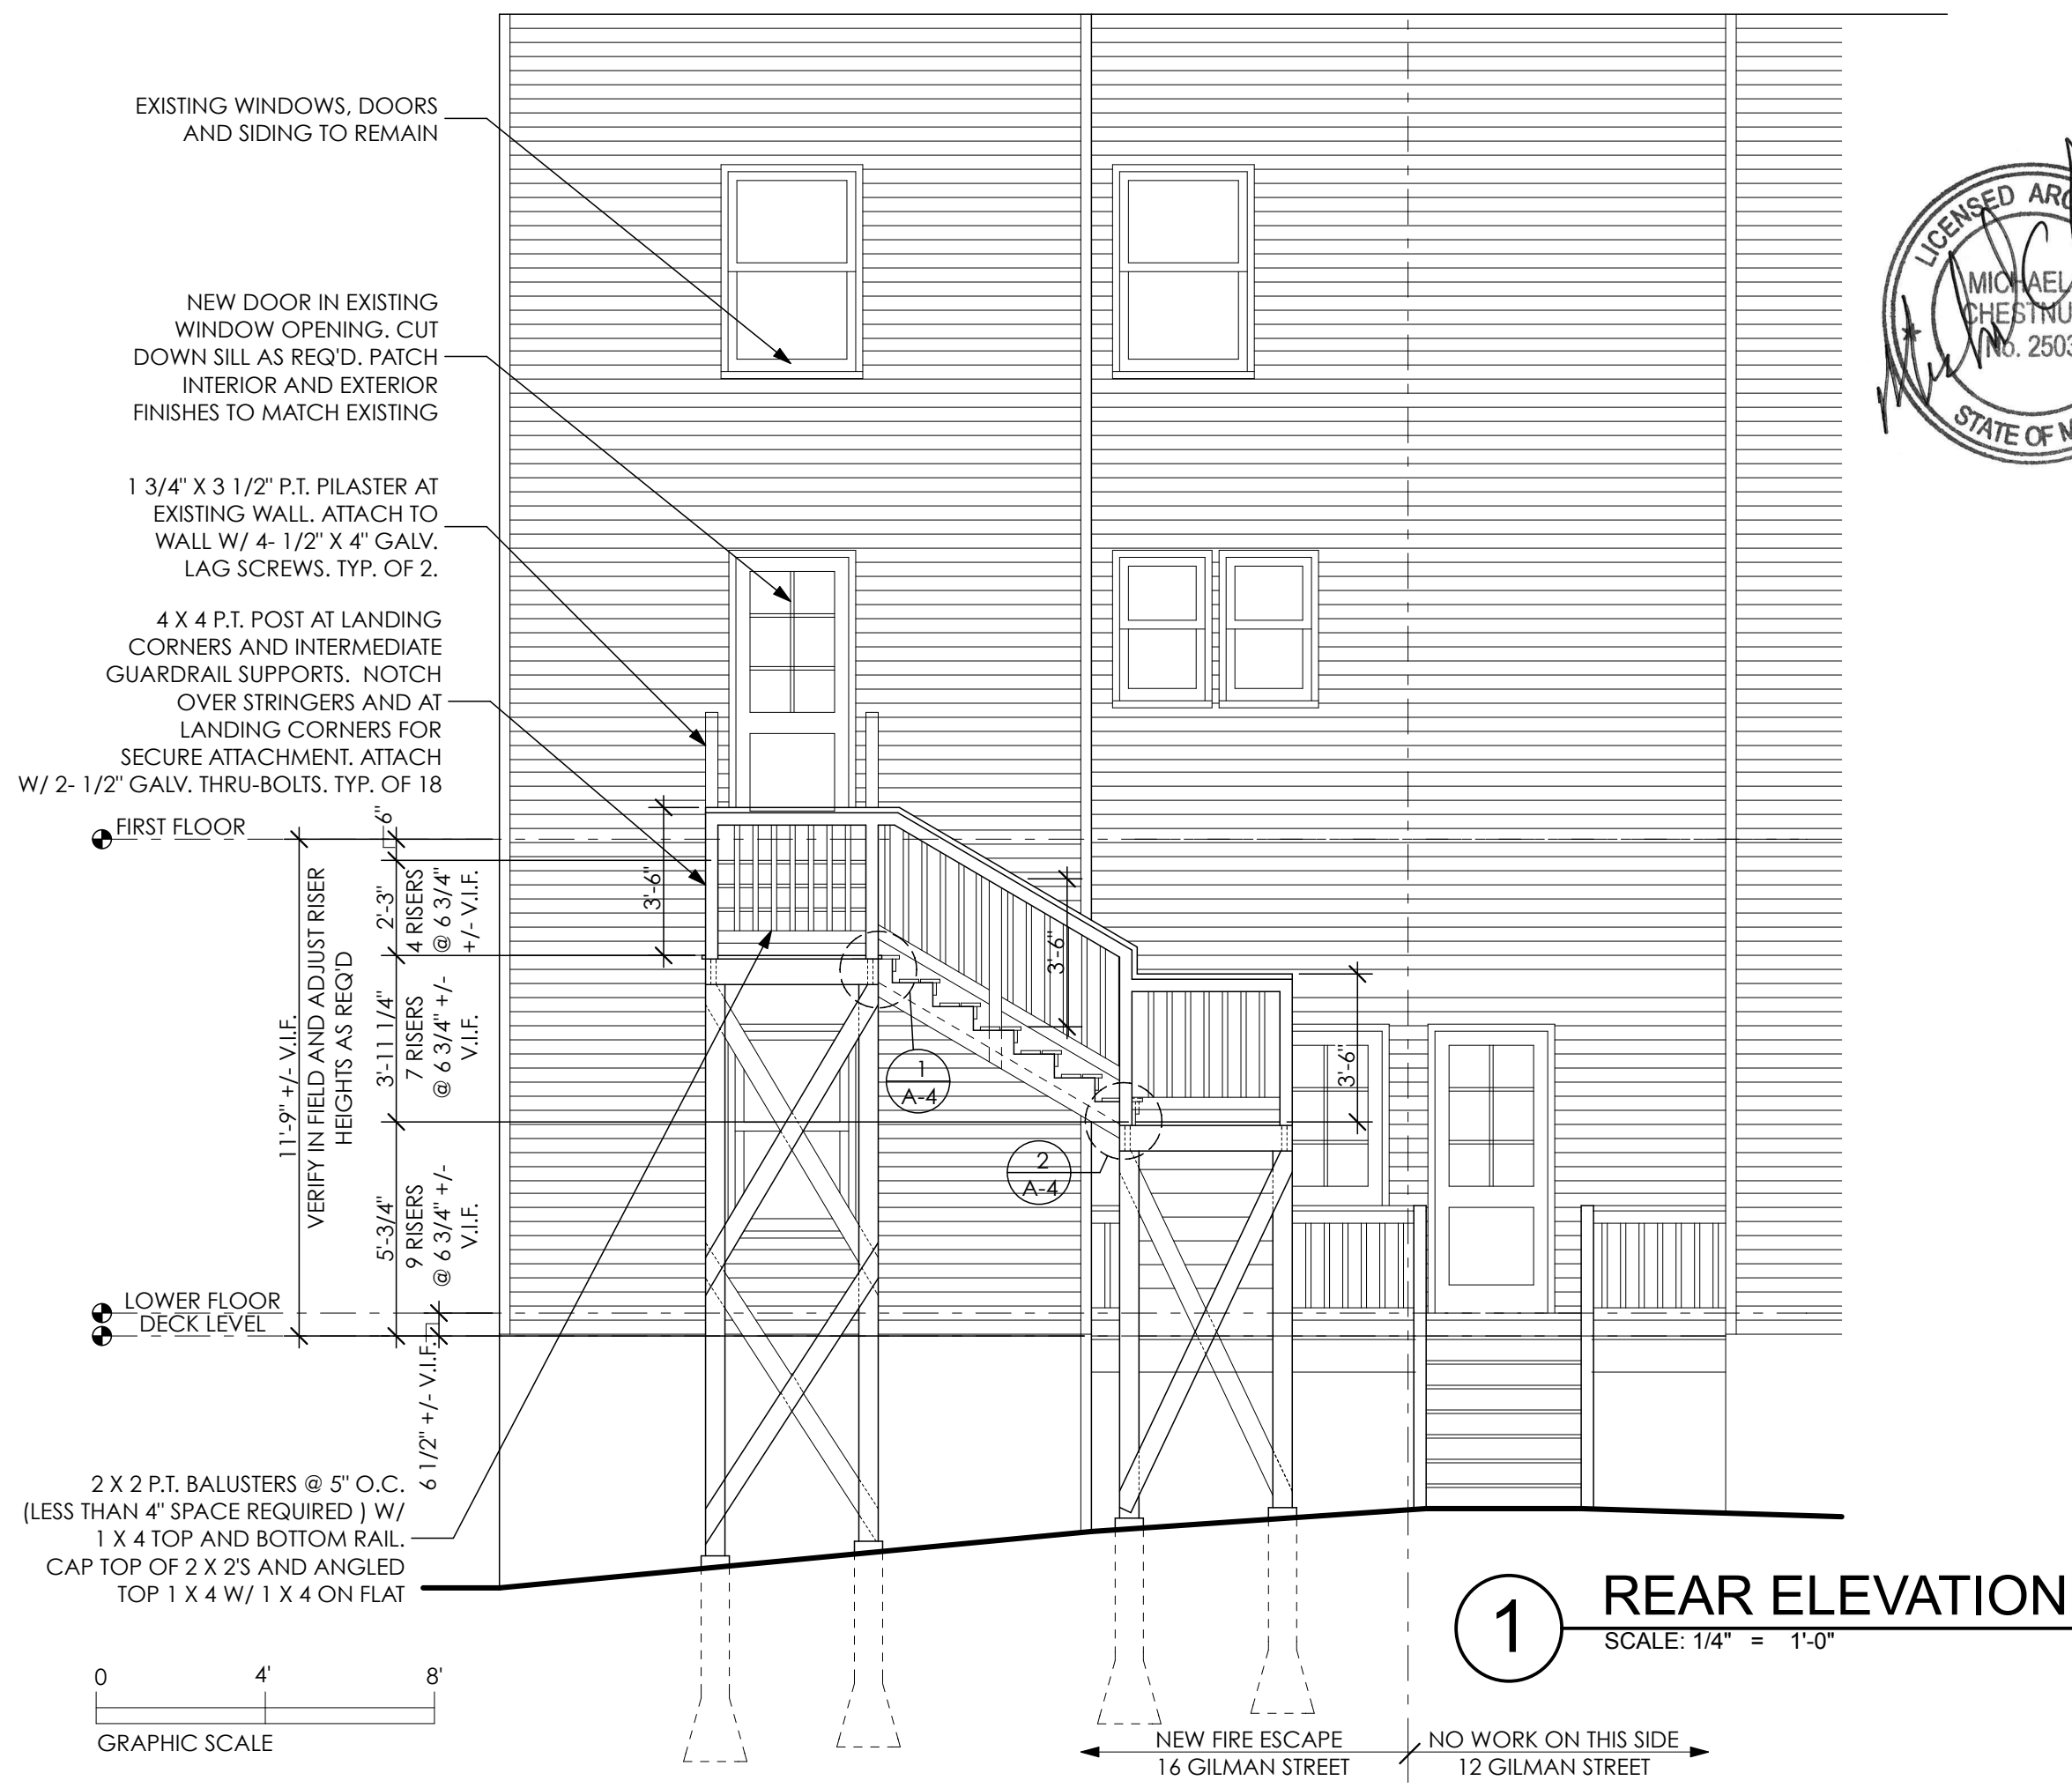 EXISTING WINDOWS, DOORS
AND SIDING TO REMAIN
NEW DOOR IN EXISTING
WINDOW OPENING. CUT
DOWN SILL AS REQ'D. PATCH
INTERIOR AND EXTERIOR
FINISHES TO MATCH EXISTING
1 3/4" X 3 1/2" P.T. PILASTER AT
EXISTING WALL. ATTACH TO
WALL W/ 4- 1/2" X 4" GALV.
LAG SCREWS. TYP. OF 2.
4 X 4 P.T. POST AT LANDING
CORNERS AND INTERMEDIATE
GUARDRAIL SUPPORTS. NOTCH
OVER STRINGERS AND AT
LANDING CORNERS FOR
SECURE ATTACHMENT. ATTACH
W/ 2- 1/2" GALV. THRU-BOLTS. TYP. OF 18
FIRST FLOOR
11'-9" +/- V.I.F.
VERIFY IN FIELD AND ADJUST RISER
HEIGHTS AS REQ'D
6"
2'-3"
4 RISERS
@ 6 3/4"
+/- V.I.F.
3'-11 1/4"
7 RISERS
@ 6 3/4" +/-
V.I.F.
5'-3/4"
9 RISERS
@ 6 3/4" +/-
V.I.F.
LOWER FLOOR
DECK LEVEL
6 1/2" +/- V.I.F.
3'-6"
3'-6"
3'-6"
1
A-4
2
A-4
2 X 2 P.T. BALUSTERS @ 5" O.C.
(LESS THAN 4" SPACE REQUIRED ) W/
1 X 4 TOP AND BOTTOM RAIL.
CAP TOP OF 2 X 2'S AND ANGLED
TOP 1 X 4 W/ 1 X 4 ON FLAT
0 4' 8'
GRAPHIC SCALE
NEW FIRE ESCAPE
16 GILMAN STREET
NO WORK ON THIS SIDE
12 GILMAN STREET
1
REAR ELEVATION
SCALE: 1/4" = 1'-0"
LICENSED ARC
MICHAEL
CHESTNU
No. 2503
STATE OF M